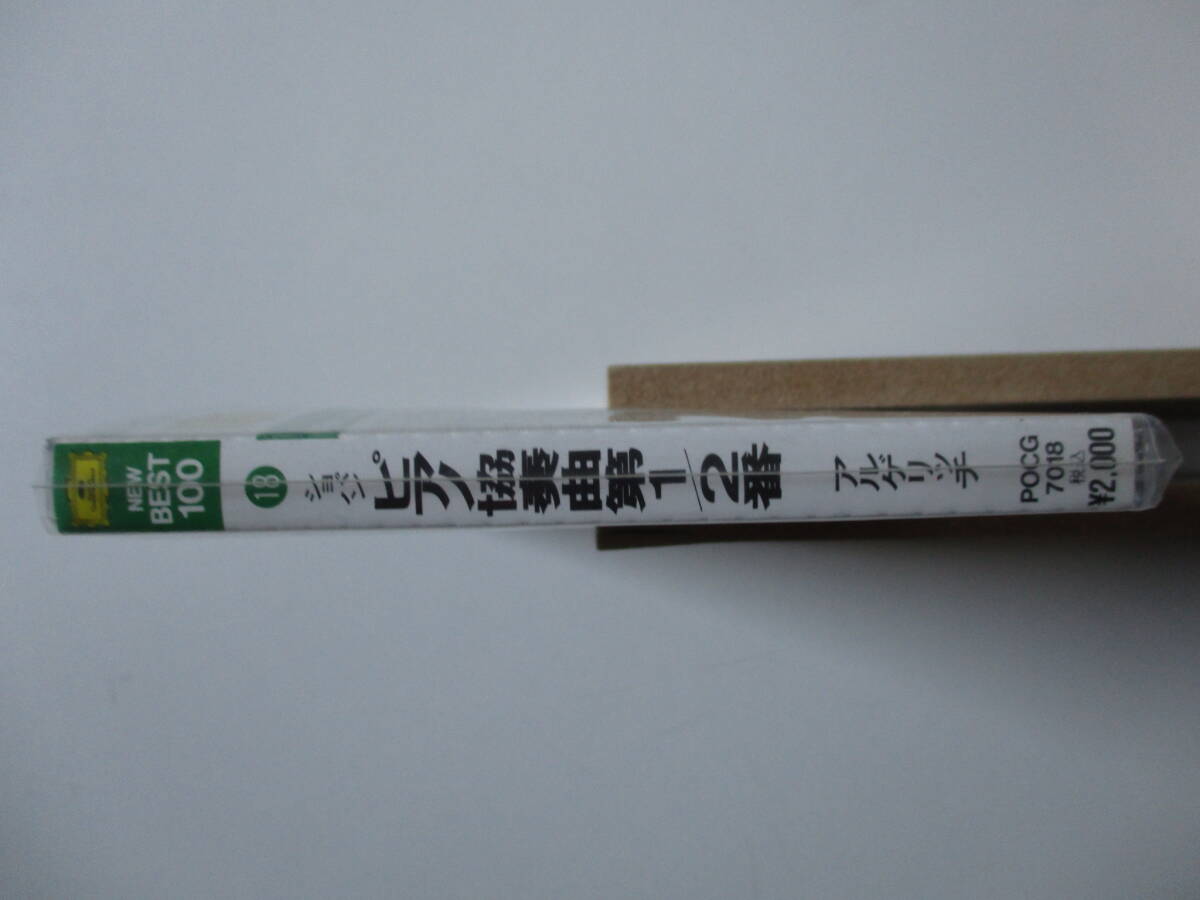 NEW
BEST
100
18
ショパン
ピアノ協奏曲第1/2番
アルゲリッチ
POCG
7018
税込
¥2,000